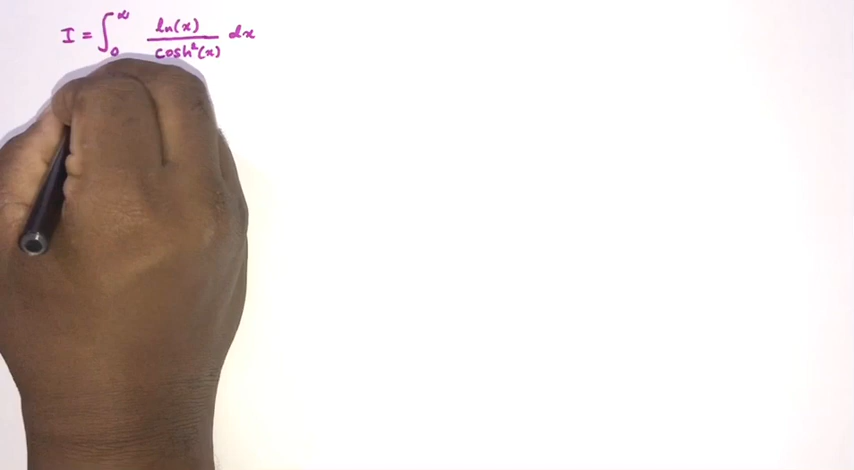 I = ∫₀^∞ ln(x)/cosh²(x) dx